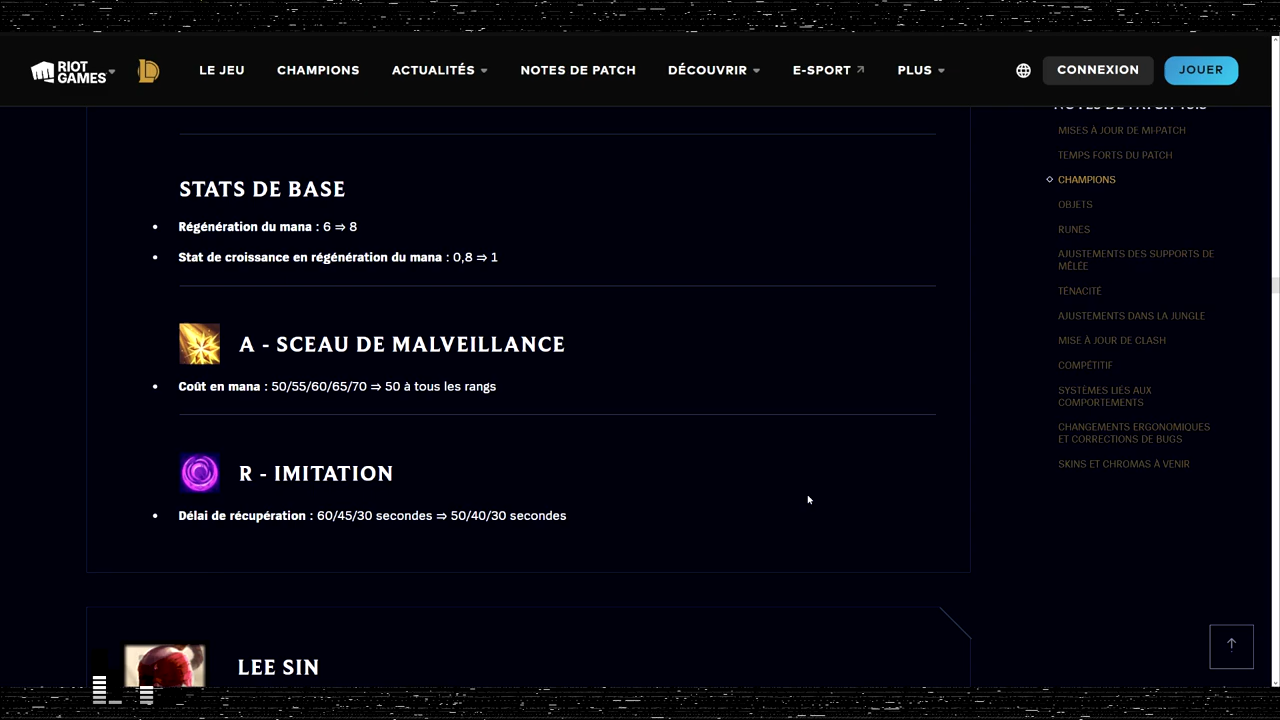 RIOT GAMES
LE JEU
CHAMPIONS
ACTUALITÉS
NOTES DE PATCH
DÉCOUVRIR
E-SPORT
PLUS
CONNEXION
JOUER
STATS DE BASE
• Régénération du mana : 6 ⇒ 8
• Stat de croissance en régénération du mana : 0,8 ⇒ 1
A - SCEAU DE MALVEILLANCE
• Coût en mana : 50/55/60/65/70 ⇒ 50 à tous les rangs
R - IMITATION
• Délai de récupération : 60/45/30 secondes ⇒ 50/40/30 secondes
LEE SIN
NOTES DE PATCH
MISES À JOUR DE MI-PATCH
TEMPS FORTS DU PATCH
CHAMPIONS
OBJETS
RUNES
AJUSTEMENTS DES SUPPORTS DE
MÊLÉE
TÉNACITÉ
AJUSTEMENTS DANS LA JUNGLE
MISE À JOUR DE CLASH
COMPÉTITIF
SYSTÈMES LIÉS AUX
COMPORTEMENTS
CHANGEMENTS ERGONOMIQUES
ET CORRECTIONS DE BUGS
SKINS ET CHROMAS À VENIR